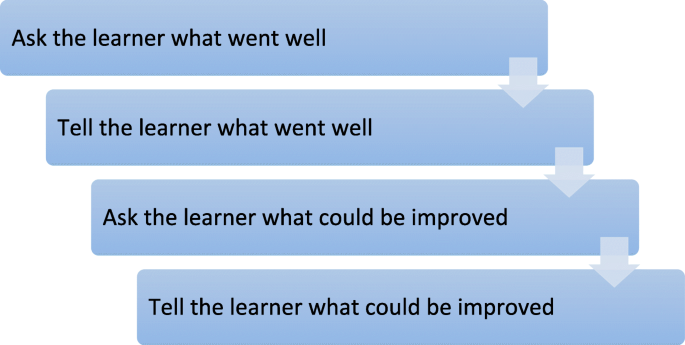 Ask the learner what went well
Tell the learner what went well
Ask the learner what could be improved
Tell the learner what could be improved